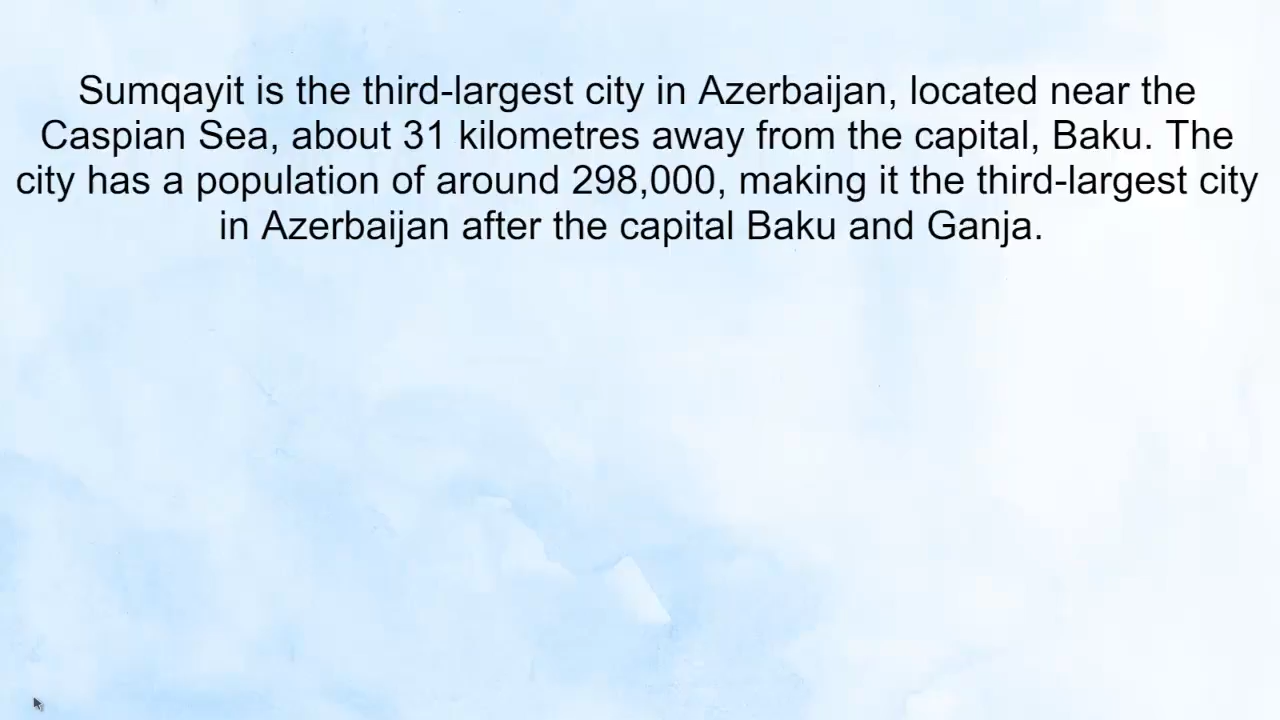 Sumqayit is the third-largest city in Azerbaijan, located near the
Caspian Sea, about 31 kilometres away from the capital, Baku. The
city has a population of around 298,000, making it the third-largest city
in Azerbaijan after the capital Baku and Ganja.